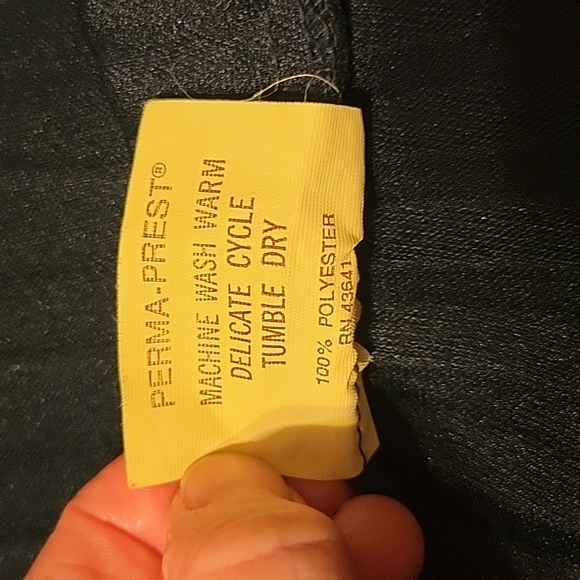 PERMA-PREST®
MACHINE WASH WARM
DELICATE CYCLE
TUMBLE DRY
100% POLYESTER
RN 43641